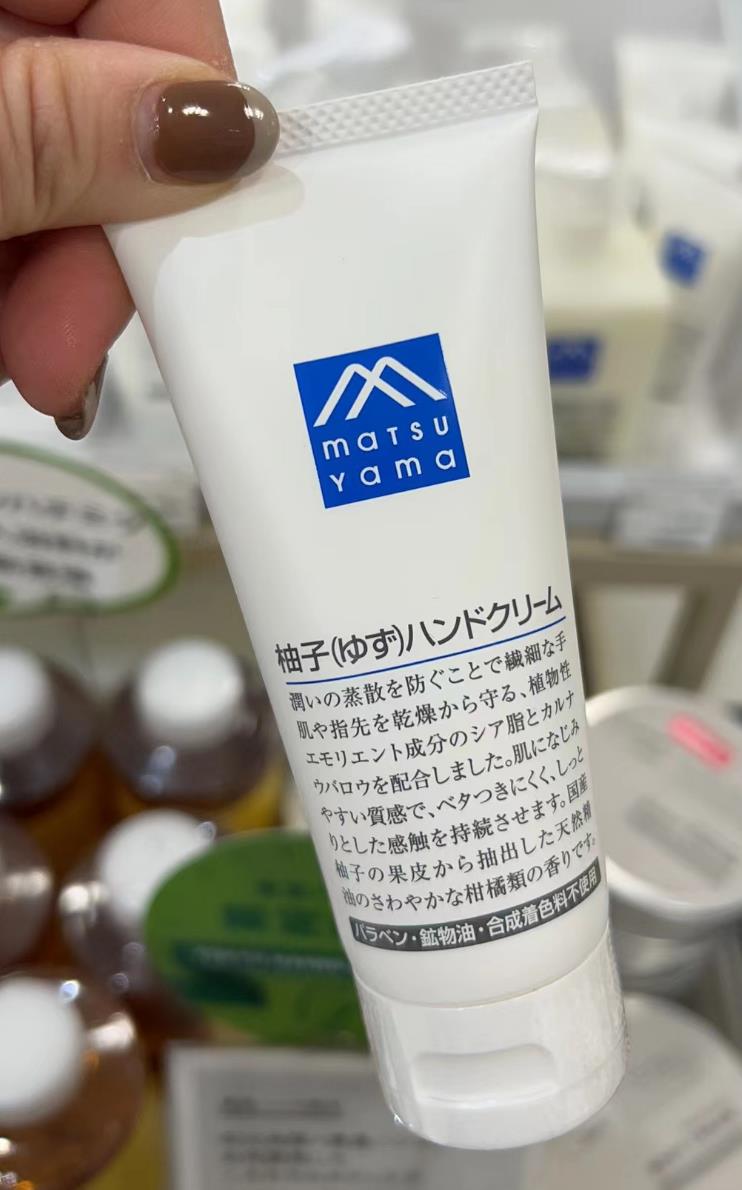 matsu
yama
柚子(ゆず)ハンドクリーム
潤いの蒸散を防ぐことで繊細な手
肌や指先を乾燥から守る、植物性
エモリエント成分のシア脂とカルナ
ウバロウを配合しました。肌になじみ
やすい質感で、ベタつきにくく、しっと
りとした感触を持続させます。国産
柚子の果皮から抽出した天然精
油のさわやかな柑橘類の香りです。
パラベン・鉱物油・合成着色料不使用